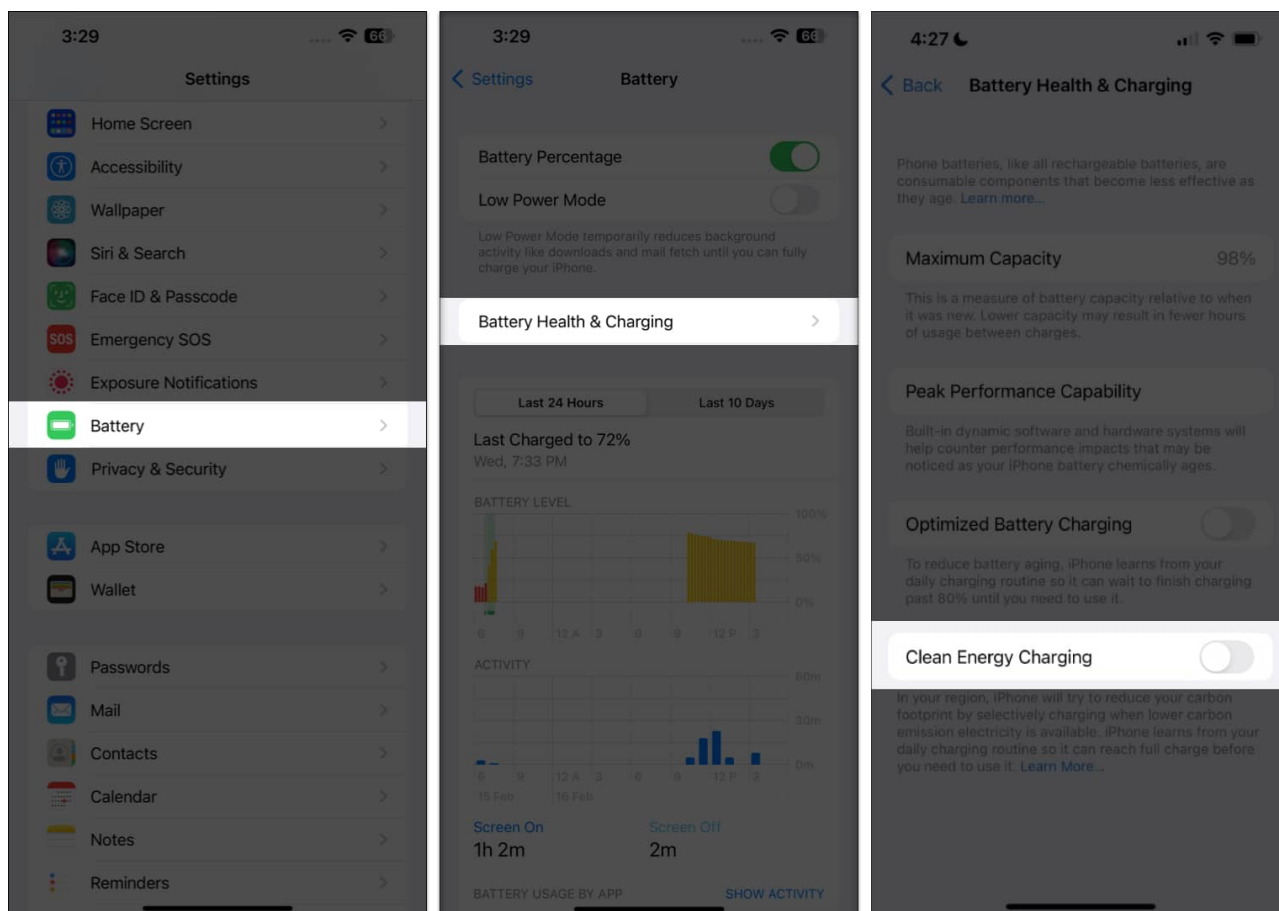 3:29
66
Settings
Home Screen
Accessibility
Wallpaper
Siri & Search
Face ID & Passcode
SOS
Emergency SOS
Exposure Notifications
Battery
Privacy & Security
App Store
Wallet
Passwords
Mail
Contacts
Calendar
Notes
Reminders
3:29
66
Settings
Battery
Battery Percentage
Low Power Mode
Low Power Mode temporarily reduces background
activity like downloads and mail fetch until you can fully
charge your iPhone.
Battery Health & Charging
Last 24 Hours
Last 10 Days
Last Charged to 72%
Wed, 7:33 PM
BATTERY LEVEL
100%
50%
0%
6 9 12 A 3 6 9 12 P 3
ACTIVITY
60m
30m
0m
6 9 12 A 3 6 9 12 P 3
15 Feb 16 Feb
Screen On
Screen Off
1h 2m
2m
BATTERY USAGE BY APP
SHOW ACTIVITY
4:27
Back
Battery Health & Charging
Phone batteries, like all rechargeable batteries, are
consumable components that become less effective as
they age. Learn more...
Maximum Capacity
98%
This is a measure of battery capacity relative to when
it was new. Lower capacity may result in fewer hours
of usage between charges.
Peak Performance Capability
Built-in dynamic software and hardware systems will
help counter performance impacts that may be
noticed as your iPhone battery chemically ages.
Optimized Battery Charging
To reduce battery aging, iPhone learns from your
daily charging routine so it can wait to finish charging
past 80% until you need to use it.
Clean Energy Charging
In your region, iPhone will try to reduce your carbon
footprint by selectively charging when lower carbon
emission electricity is available. iPhone learns from your
daily charging routine so it can reach full charge before
you need to use it. Learn More...